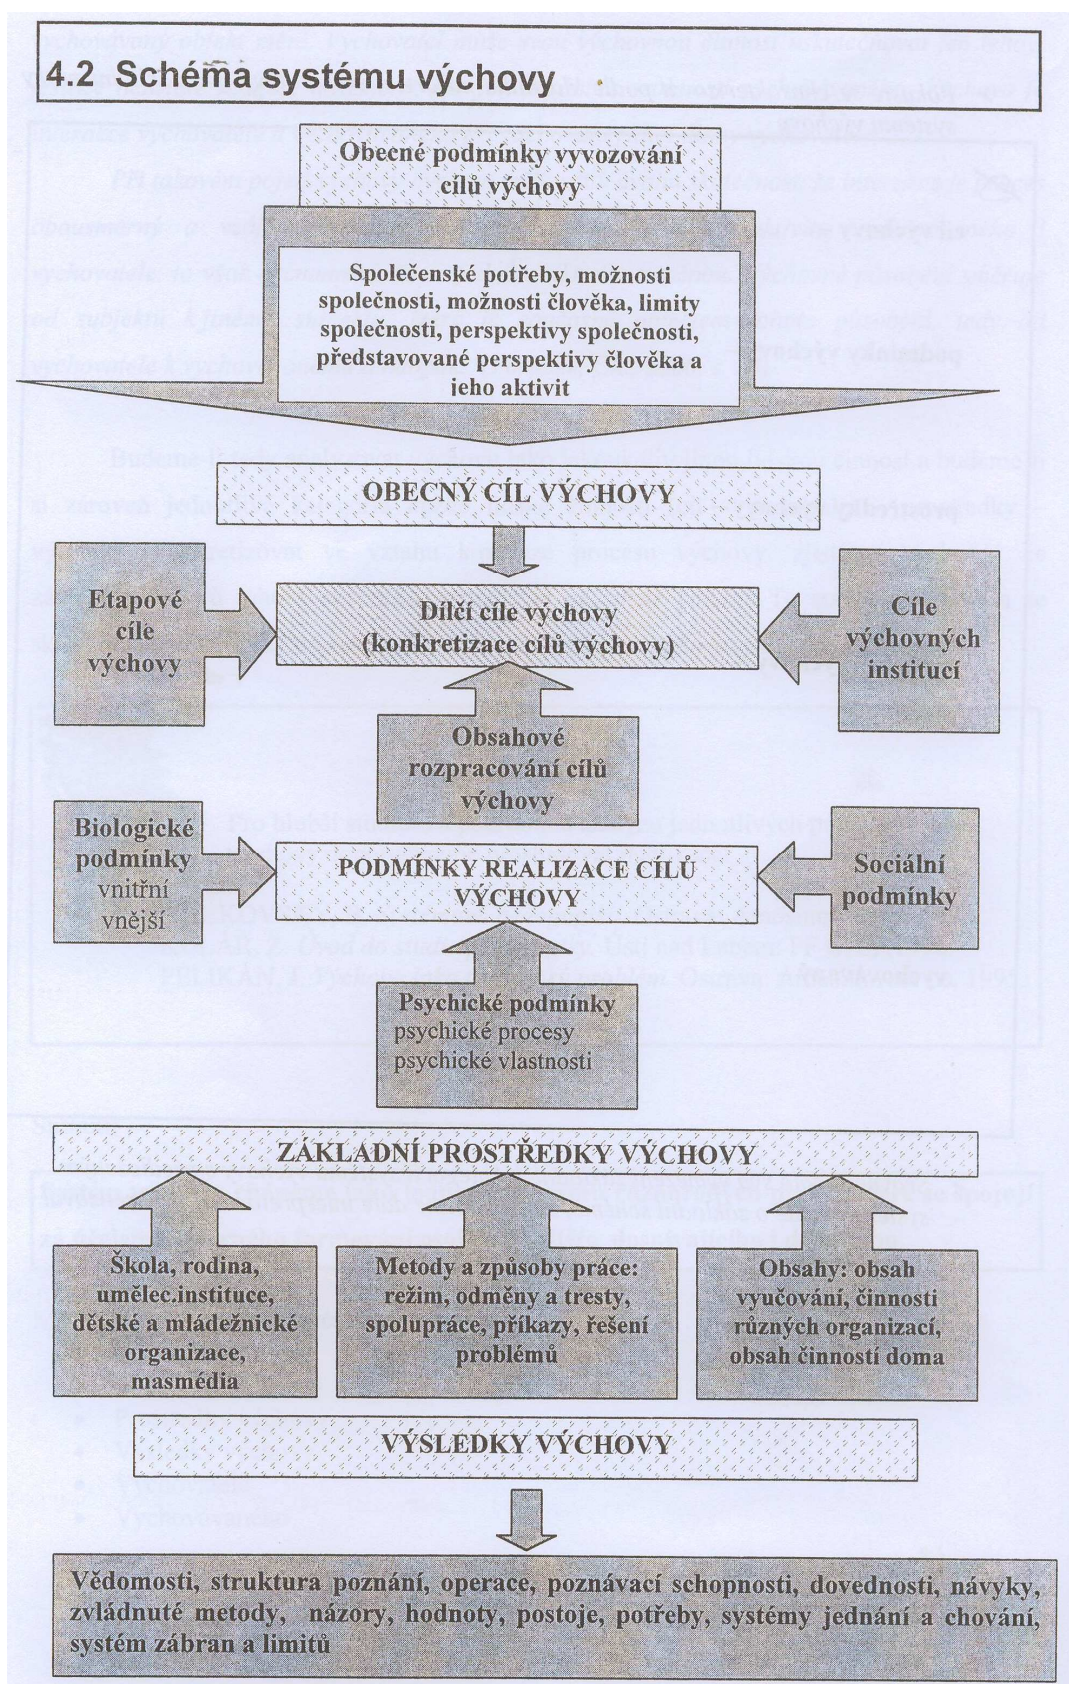 4.2 Schéma systému výchovy
Obecné podmínky vyvozování
cílů výchovy
Společenské potřeby, možnosti
společnosti, možnosti člověka, limity
společnosti, perspektivy společnosti,
představované perspektivy člověka a
jeho aktivit
OBECNÝ CÍL VÝCHOVY
Etapové
cíle
výchovy
Dílčí cíle výchovy
(konkretizace cílů výchovy)
Cíle
výchovných
institucí
Obsahové
rozpracování cílů
výchovy
Biologické
podmínky
vnitřní
vnější
PODMÍNKY REALIZACE CÍLŮ
VÝCHOVY
Sociální
podmínky
Psychické podmínky
psychické procesy
psychické vlastnosti
ZÁKLADNÍ PROSTŘEDKY VÝCHOVY
Škola, rodina,
umělec.instituce,
dětské a mládežnické
organizace,
masmédia
Metody a způsoby práce:
režim, odměny a tresty,
spolupráce, příkazy, řešení
problémů
Obsahy: obsah
vyučování, činnosti
různých organizací,
obsah činností doma
VÝSLEDKY VÝCHOVY
Vědomosti, struktura poznání, operace, poznávací schopnosti, dovednosti, návyky,
zvládnuté metody, názory, hodnoty, postoje, potřeby, systémy jednání a chování,
systém zábran a limitů